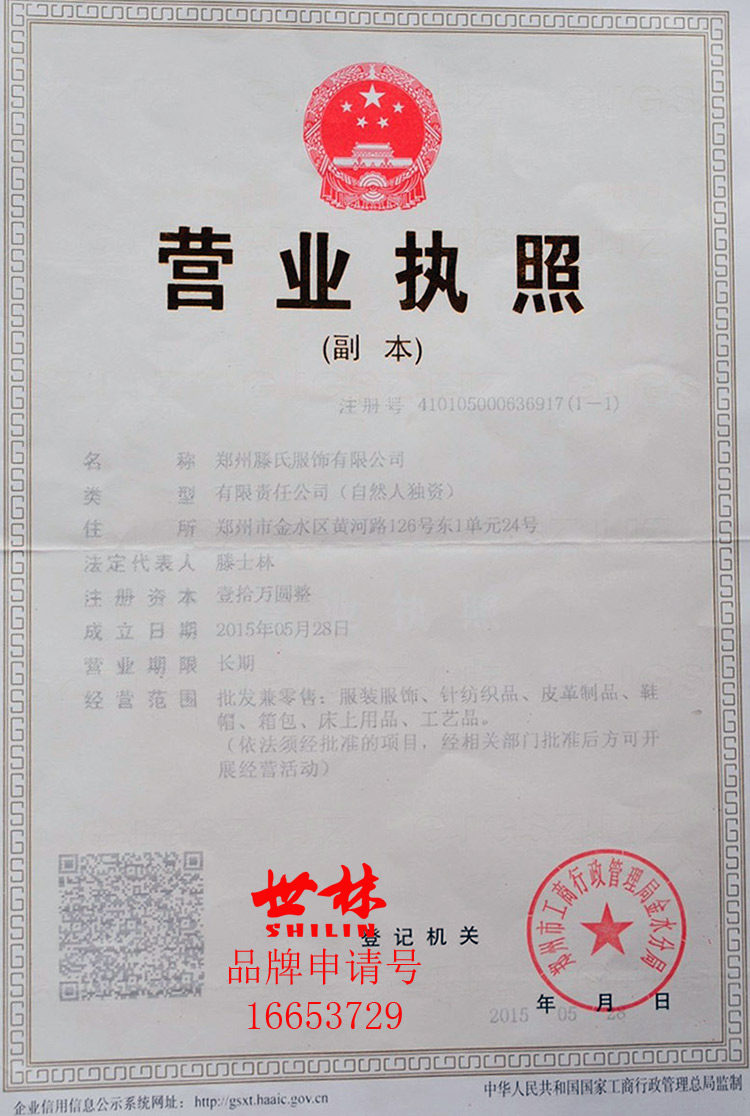 营业执照
(副 本)
注册号 410105000636917(1-1)
名 称 郑州滕氏服饰有限公司
类 型 有限责任公司（自然人独资）
住 所 郑州市金水区黄河路126号东1单元24号
法定代表人 滕士林
注册资本 壹拾万圆整
成立日期 2015年05月28日
营业期限 长期
经营范围 批发兼零售：服装服饰、针纺织品、皮革制品、鞋
帽、箱包、床上用品、工艺品。
（依法须经批准的项目，经相关部门批准后方可开
展经营活动）
世林
SHILIN
品牌申请号
16653729
登记机关
郑州市工商行政管理局金水分局
2015年05月28日
企业信用信息公示系统网址：http://gsxt.haaic.gov.cn
中华人民共和国国家工商行政管理总局监制